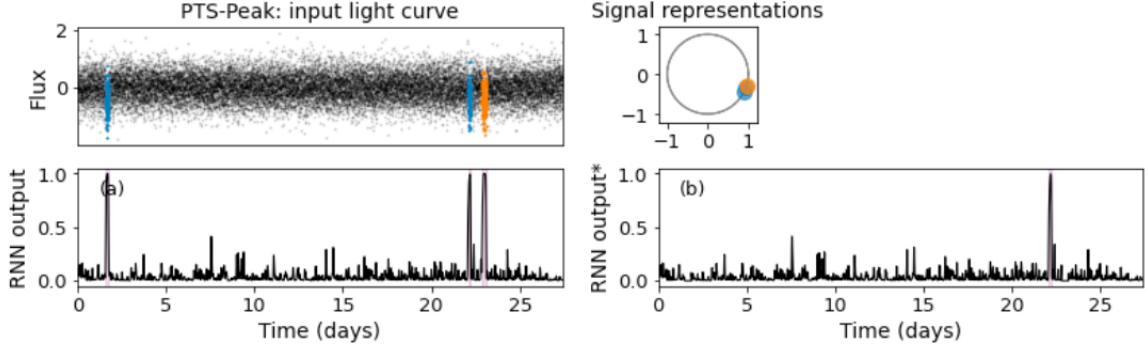 PTS-Peak: input light curve
Signal representations
2
0
Flux
1
0
−1
−1 0 1
(a)
1.0
0.5
0.0
RNN output
0 5 10 15 20 25
Time (days)
(b)
1.0
0.5
0.0
RNN output*
0 5 10 15 20 25
Time (days)